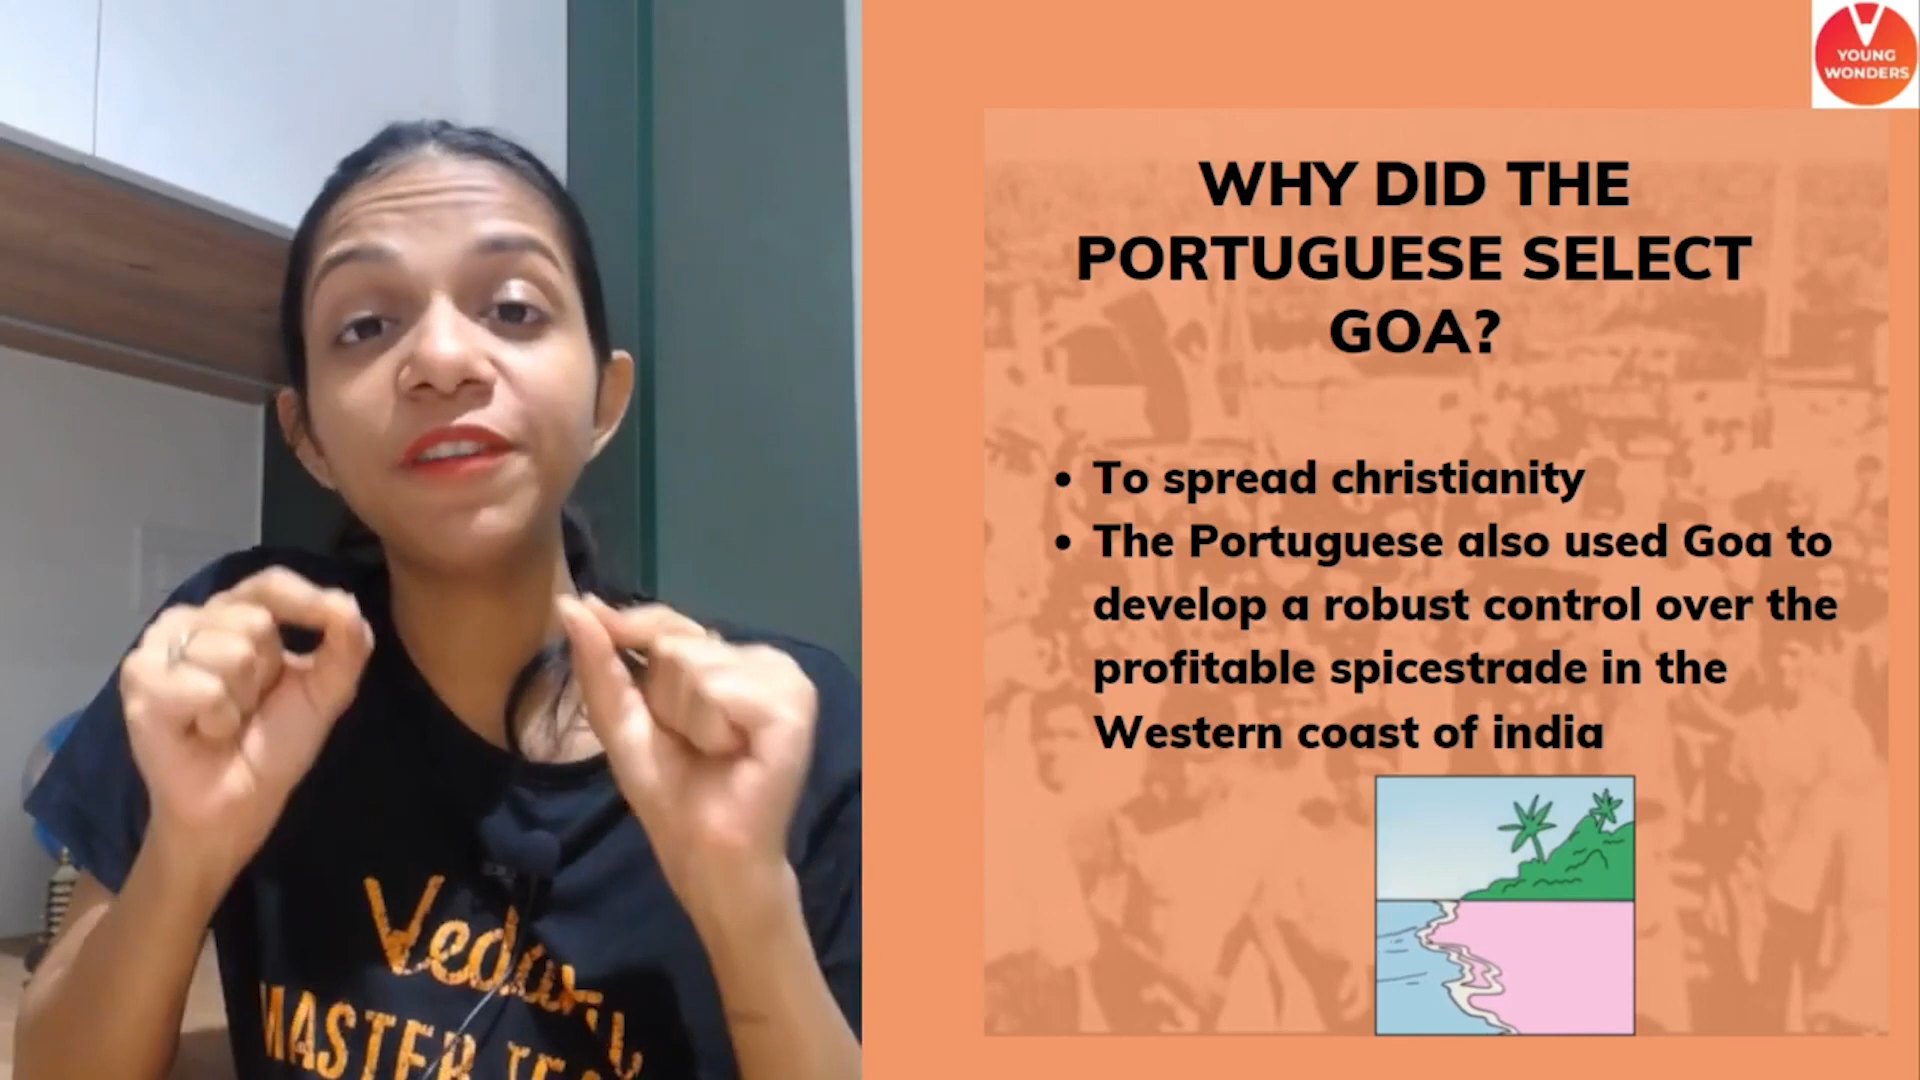 YOUNG
WONDERS
WHY DID THE
PORTUGUESE SELECT
GOA?
• To spread christianity
• The Portuguese also used Goa to
develop a robust control over the
profitable spicestrade in the
Western coast of india
MASTER